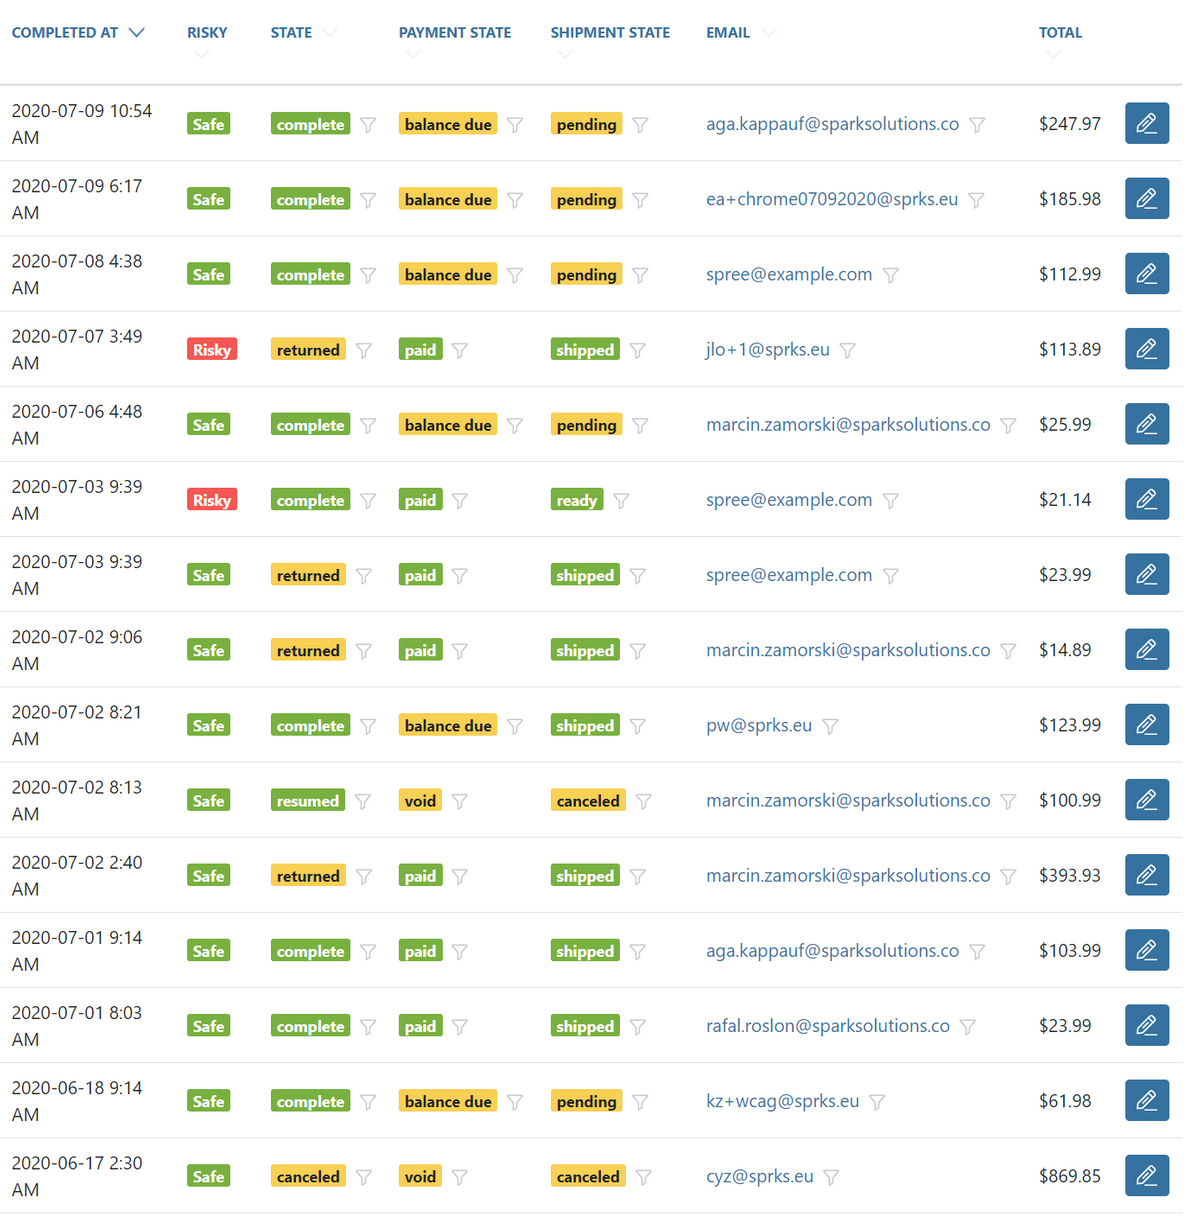 COMPLETED AT RISKY STATE PAYMENT STATE SHIPMENT STATE EMAIL TOTAL
2020-07-09 10:54 AM Safe complete balance due pending aga.kappauf@sparksolutions.co $247.97
2020-07-09 6:17 AM Safe complete balance due pending ea+chrome07092020@sprks.eu $185.98
2020-07-08 4:38 AM Safe complete balance due pending spree@example.com $112.99
2020-07-07 3:49 AM Risky returned paid shipped jlo+1@sprks.eu $113.89
2020-07-06 4:48 AM Safe complete balance due pending marcin.zamorski@sparksolutions.co $25.99
2020-07-03 9:39 AM Risky complete paid ready spree@example.com $21.14
2020-07-03 9:39 AM Safe returned paid shipped spree@example.com $23.99
2020-07-02 9:06 AM Safe returned paid shipped marcin.zamorski@sparksolutions.co $14.89
2020-07-02 8:21 AM Safe complete balance due shipped pw@sprks.eu $123.99
2020-07-02 8:13 AM Safe resumed void canceled marcin.zamorski@sparksolutions.co $100.99
2020-07-02 2:40 AM Safe returned paid shipped marcin.zamorski@sparksolutions.co $393.93
2020-07-01 9:14 AM Safe complete paid shipped aga.kappauf@sparksolutions.co $103.99
2020-07-01 8:03 AM Safe complete paid shipped rafal.roslon@sparksolutions.co $23.99
2020-06-18 9:14 AM Safe complete balance due pending kz+wcag@sprks.eu $61.98
2020-06-17 2:30 AM Safe canceled void canceled cyz@sprks.eu $869.85